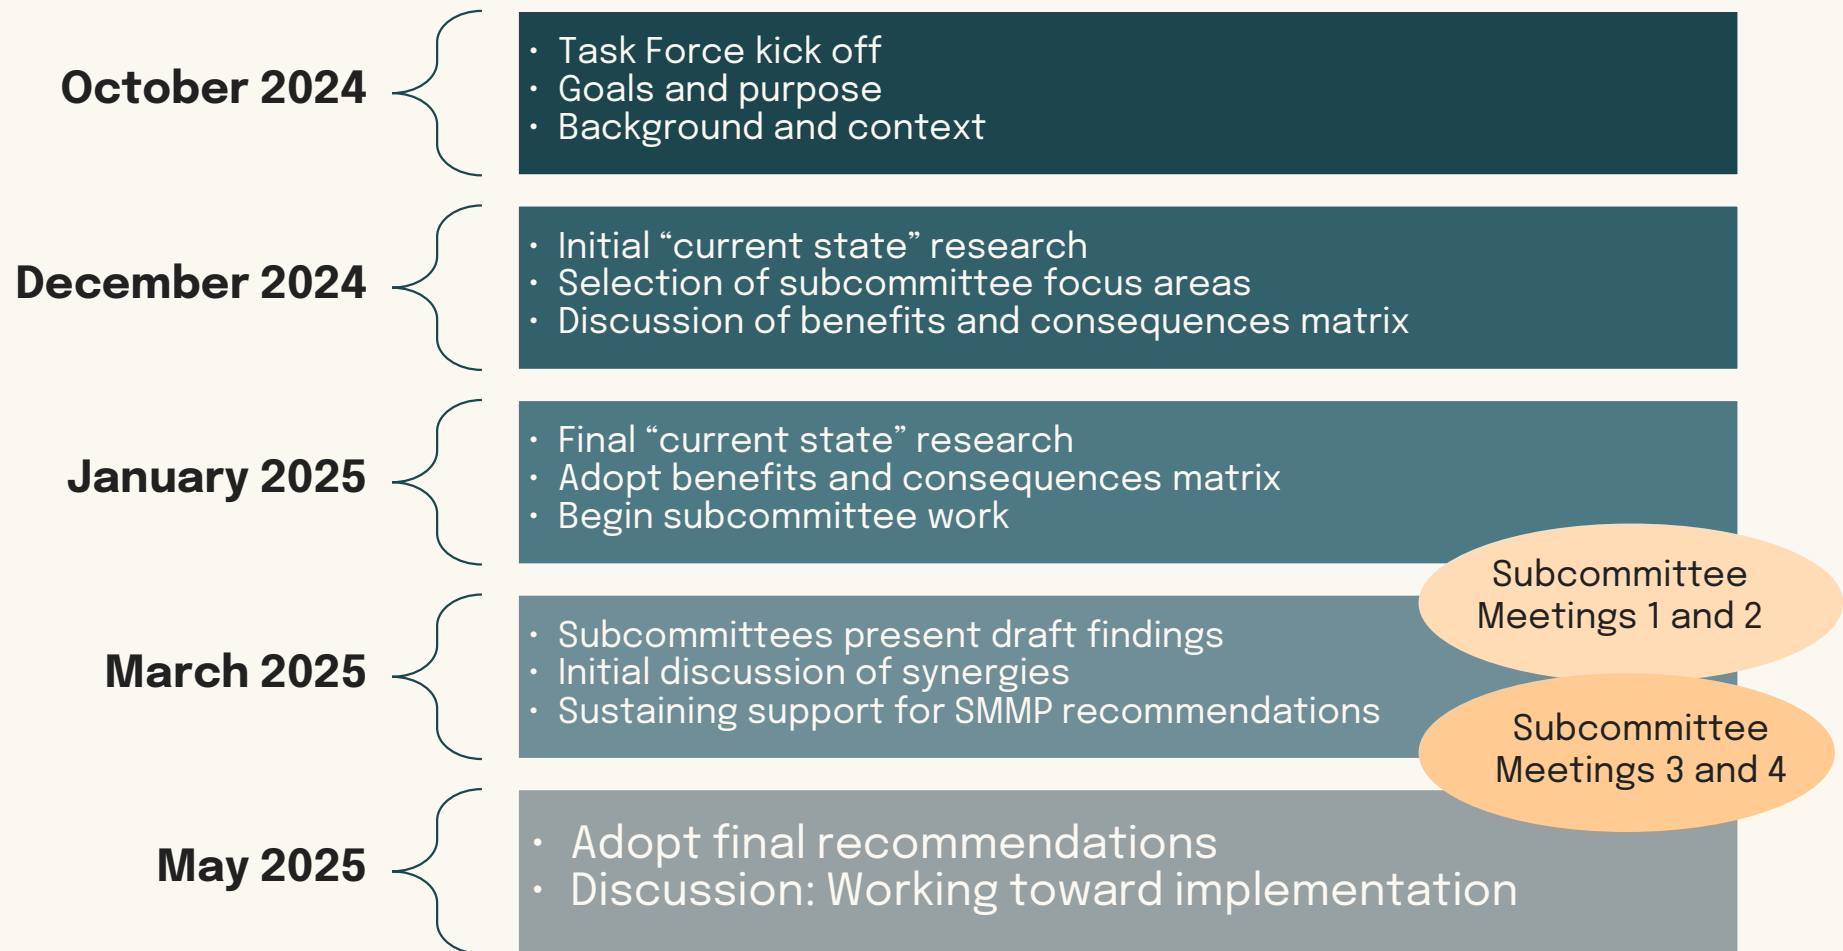 October 2024
· Task Force kick off
· Goals and purpose
· Background and context
December 2024
· Initial “current state” research
· Selection of subcommittee focus areas
· Discussion of benefits and consequences matrix
January 2025
· Final “current state” research
· Adopt benefits and consequences matrix
· Begin subcommittee work
Subcommittee
Meetings 1 and 2
March 2025
· Subcommittees present draft findings
· Initial discussion of synergies
· Sustaining support for SMMP recommendations
Subcommittee
Meetings 3 and 4
May 2025
· Adopt final recommendations
· Discussion: Working toward implementation